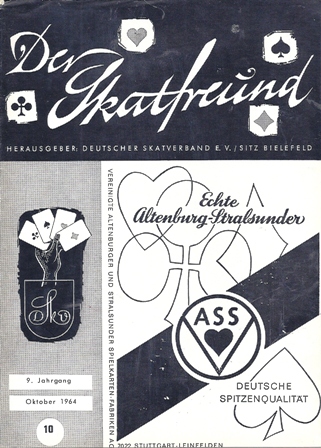 Der
Skatfreund
HERAUSGEBER: DEUTSCHER SKATVERBAND E. V. / SITZ BIELEFELD
VEREINIGTE ALTENBURGER UND STRALSUNDER SPIELKARTEN-FABRIKEN AG
Echte
Altenburg-Stralsunder
DSkV
ASS
DEUTSCHE
SPITZENQUALITÄT
9. Jahrgang
Oktober 1964
10
7022 STUTTGART-LEINFELDEN